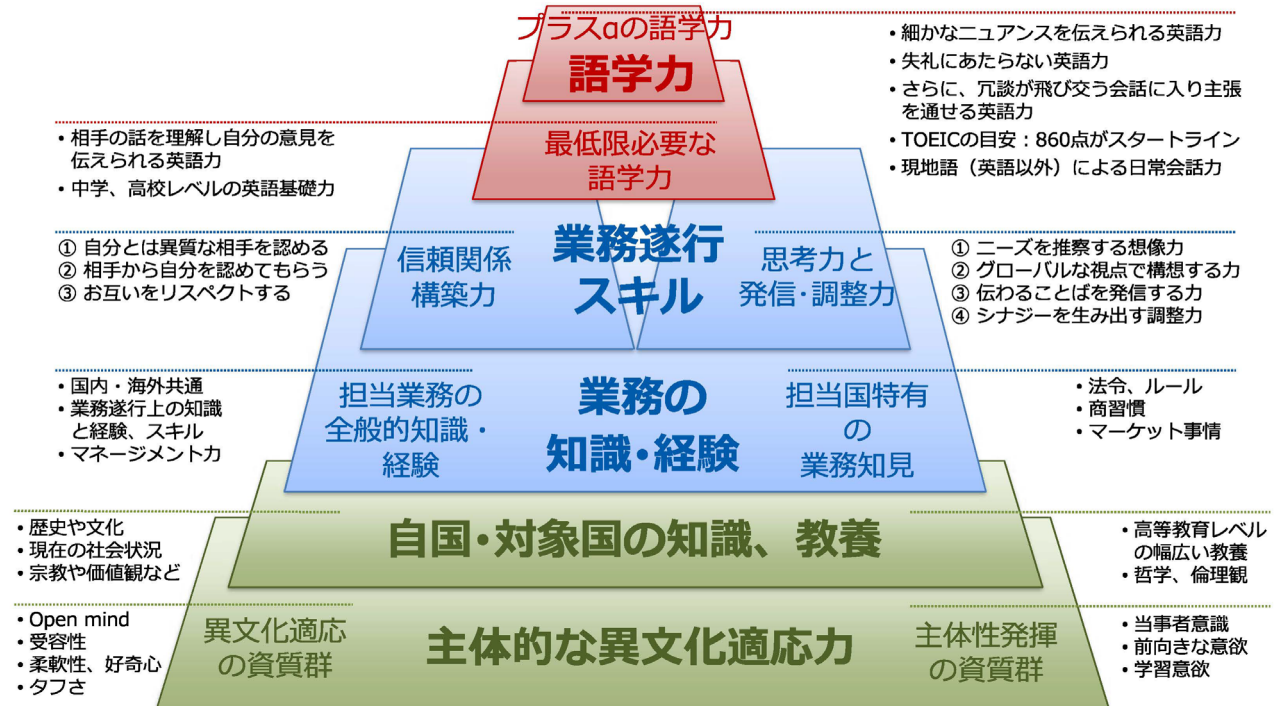 プラスαの語学力
語学力
・細かなニュアンスを伝えられる英語力
・失礼にあたらない英語力
・さらに、冗談が飛び交う会話に入り主張
を通せる英語力
・TOEICの目安：860点がスタートライン
・現地語（英語以外）による日常会話力
・相手の話を理解し自分の意見を
伝えられる英語力
・中学、高校レベルの英語基礎力
最低限必要な
語学力
① 自分とは異質な相手を認める
② 相手から自分を認めてもらう
③ お互いをリスペクトする
信頼関係
構築力
業務遂行
スキル
思考力と
発信･調整力
① ニーズを推察する想像力
② グローバルな視点で構想する力
③ 伝わることばを発信する力
④ シナジーを生み出す調整力
・国内・海外共通
・業務遂行上の知識
と経験、スキル
・マネージメント力
担当業務の
全般的知識・
経験
業務の
知識･経験
担当国特有
の
業務知見
・法令、ルール
・商習慣
・マーケット事情
・歴史や文化
・現在の社会状況
・宗教や価値観など
自国･対象国の知識、教養
・高等教育レベル
の幅広い教養
・哲学、倫理観
・Open mind
・受容性
・柔軟性、好奇心
・タフさ
異文化適応
の資質群
主体的な異文化適応力
主体性発揮
の資質群
・当事者意識
・前向きな意欲
・学習意欲